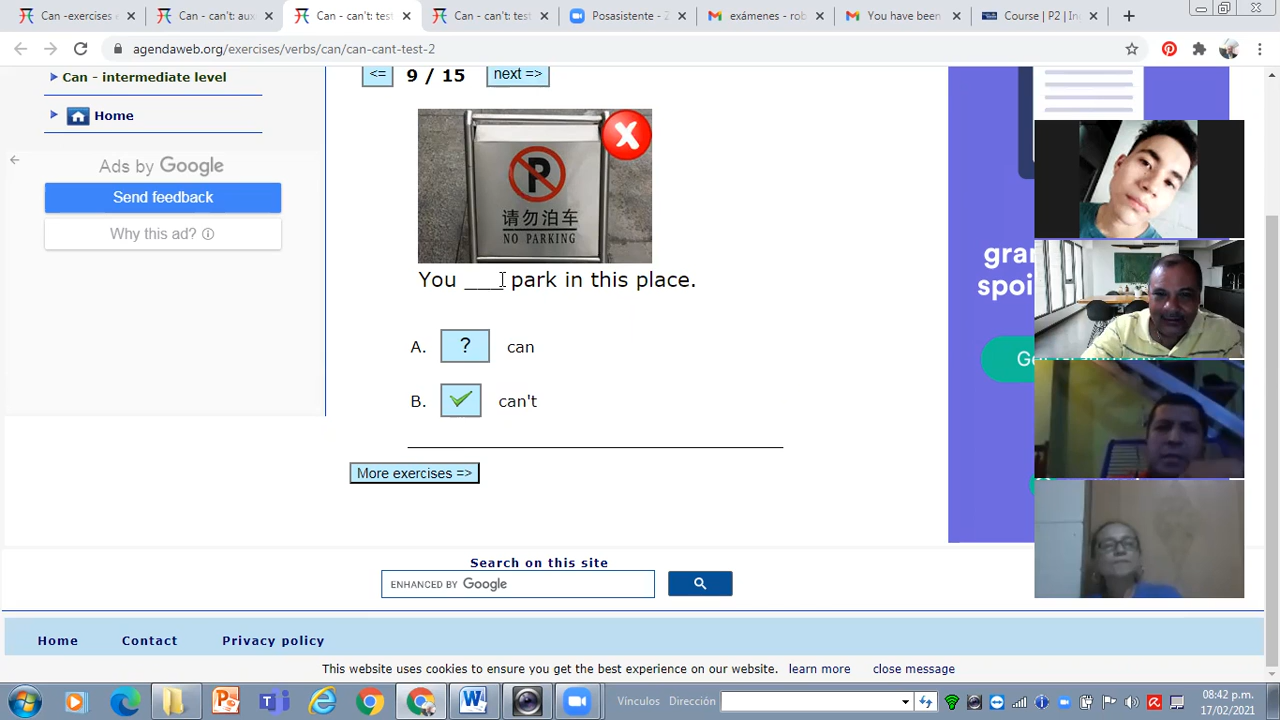 Can -exercises e
Can - can't: aux
Can - can't: test
Can - can't: test
Posasistente - Z
exámenes - rob
You have been
Course | P2 | In
agendaweb.org/exercises/verbs/can/can-cant-test-2
Can - intermediate level
Home
Ads by Google
Send feedback
Why this ad?
<= 9 / 15 next =>
P
请勿泊车
NO PARKING
You ___ park in this place.
A. ? can
B. can't
More exercises =>
Search on this site
ENHANCED BY Google
Home Contact Privacy policy
This website uses cookies to ensure you get the best experience on our website. learn more close message
gra
spoi
G
Vínculos Dirección
08:42 p.m.
17/02/2021